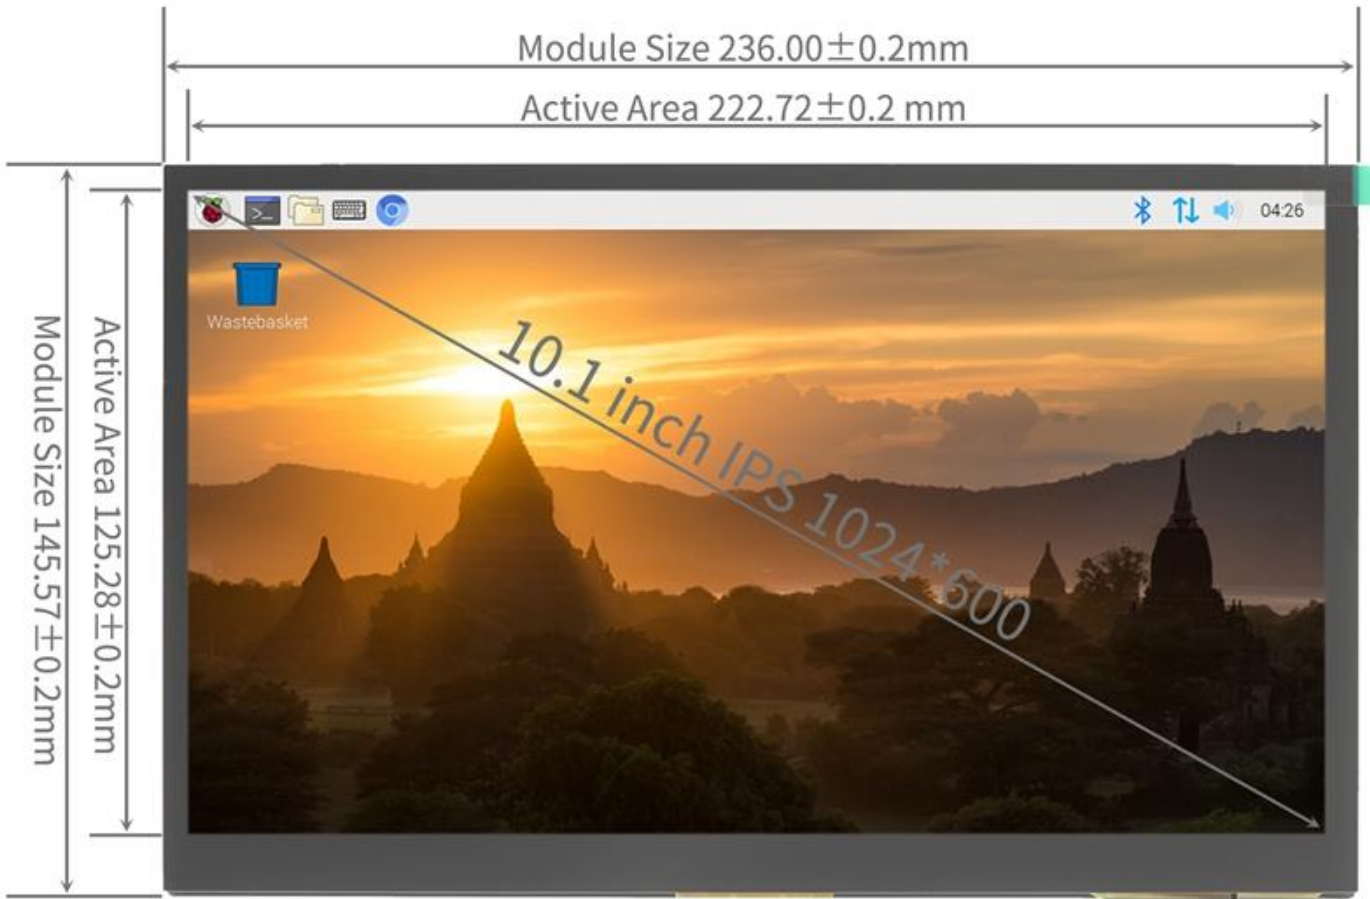 Module Size 236.00±0.2mm
Active Area 222.72±0.2 mm
Module Size 145.57±0.2mm
Active Area 125.28±0.2mm
>_
04:26
Wastebasket
10.1 inch IPS 1024*600